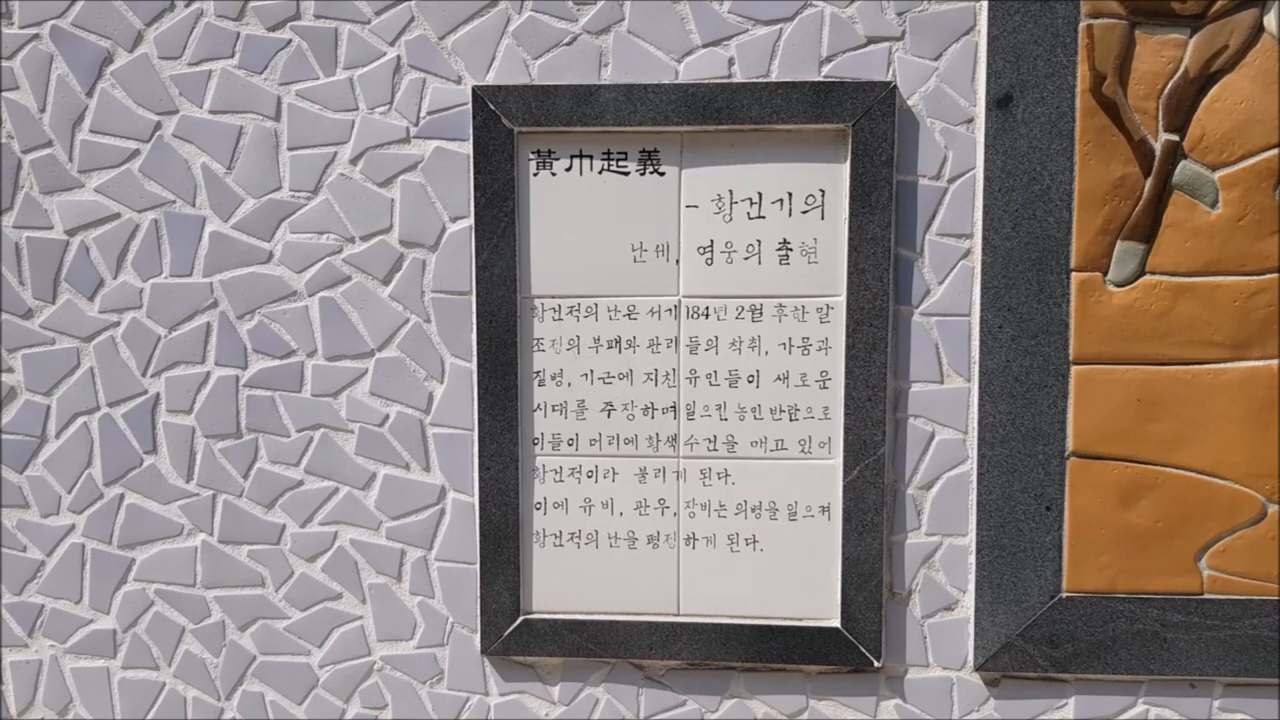 黃巾起義
- 황건기의
난세, 영웅의 출현
황건적의 난은 서기 184년 2월 후한 말
조정의 부패와 관리들의 착취, 가뭄과
질병, 기근에 지친 유민들이 새로운
시대를 주장하며 일으킨 농민 반란으로
이들이 머리에 황색 수건을 매고 있어
황건적이라 불리게 된다.
이에 유비, 관우, 장비는 의병을 일으켜
황건적의 난을 평정하게 된다.